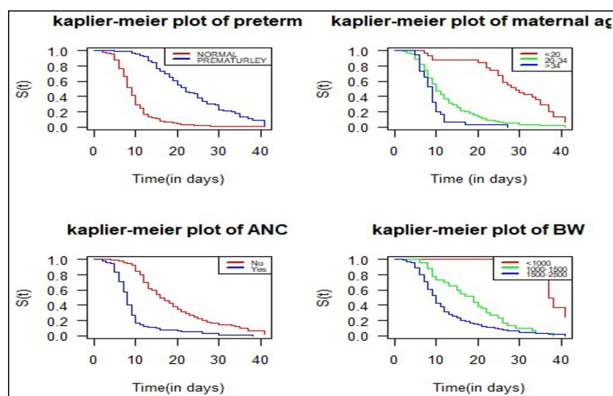 kaplier-meier plot of preterm
S(t)
1.0
0.8
0.6
0.4
0.2
0.0
NORMAL
PREMATURLEY
0 10 20 30 40
Time(in days)
kaplier-meier plot of maternal ag
S(t)
1.0
0.8
0.6
0.4
0.2
0.0
<20
20-34
>34
0 10 20 30 40
Time (in days)
kaplier-meier plot of ANC
S(t)
1.0
0.8
0.6
0.4
0.2
0.0
No
Yes
0 10 20 30 40
Time(in days)
kaplier-meier plot of BW
S(t)
1.0
0.8
0.6
0.4
0.2
0.0
<1000
1000-1500
1500-2500
0 10 20 30 40
Time(in days)